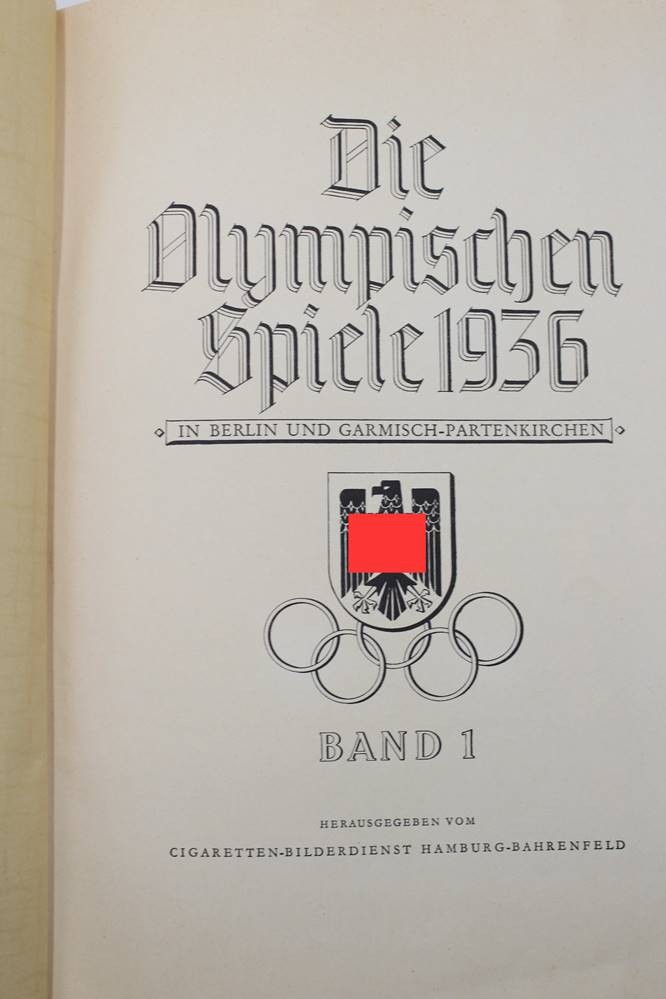 Die
Olympischen
Spiele 1936
IN BERLIN UND GARMISCH-PARTENKIRCHEN
BAND 1
HERAUSGEGEBEN VOM
CIGARETTEN-BILDERDIENST HAMBURG-BAHRENFELD